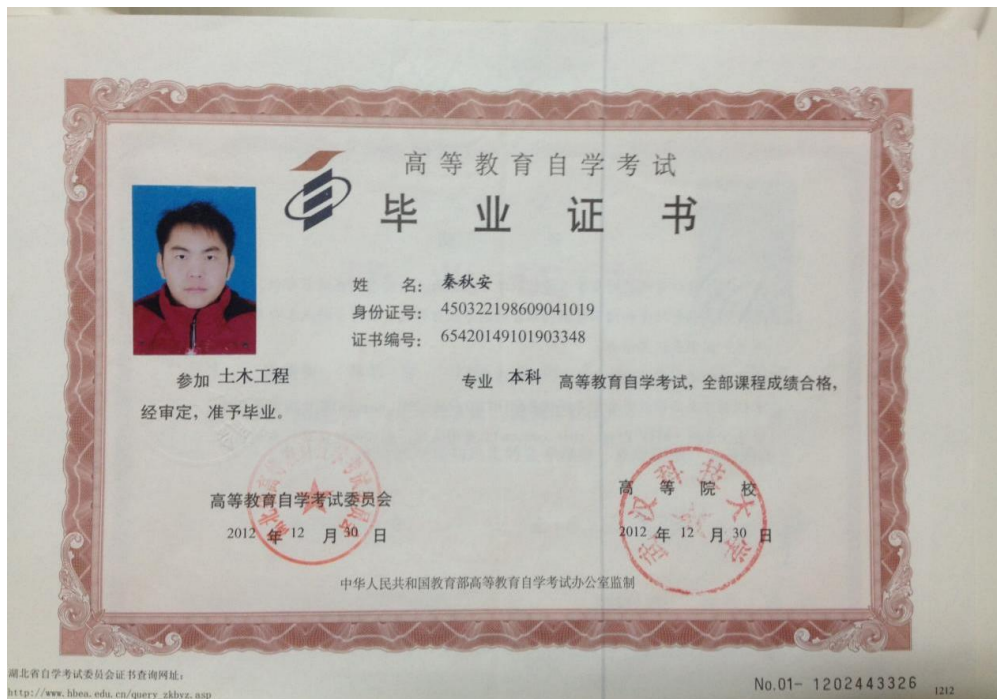 高等教育自学考试
毕业证书
姓 名: 秦秋安
身份证号: 450322198609041019
证书编号: 65420149101903348
参加 土木工程 专业 本科 高等教育自学考试,全部课程成绩合格,
经审定,准予毕业。
高等教育自学考试委员会
2012 年 12 月 30 日
高等院校
武汉科技大学
2012 年 12 月 30 日
中华人民共和国教育部高等教育自学考试办公室监制
湖北省自学考试委员会证书查询网址:
http://www.hbea.edu.cn/query_zkbyz.asp
No.01- 1202443326
1212